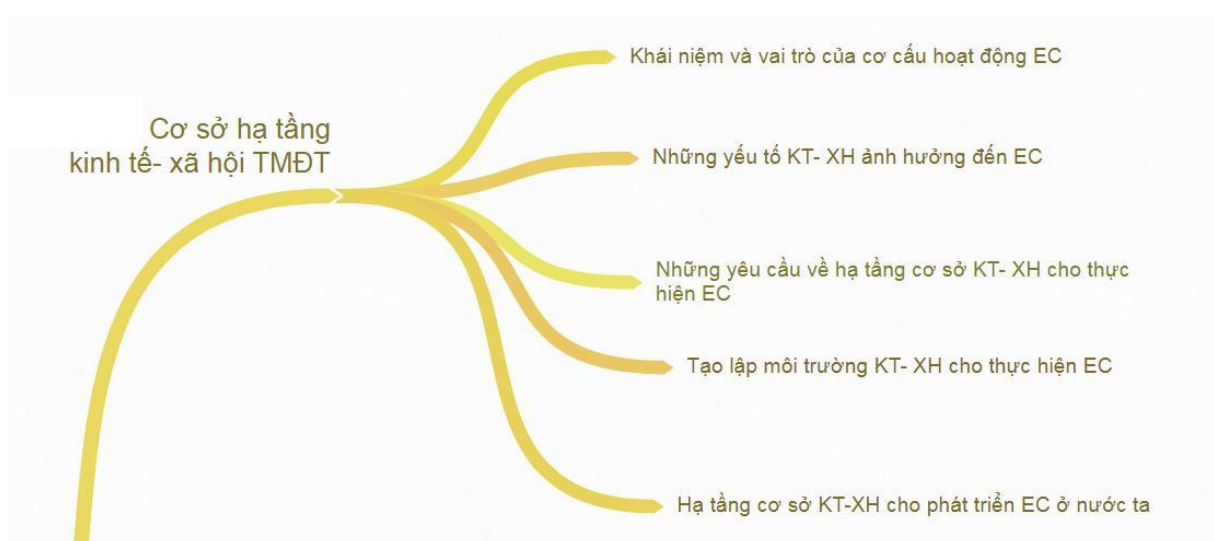 Cơ sở hạ tầng
kinh tế- xã hội TMĐT
Khái niệm và vai trò của cơ cấu hoạt động EC
Những yếu tố KT- XH ảnh hưởng đến EC
Những yêu cầu về hạ tầng cơ sở KT- XH cho thực
hiện EC
Tạo lập môi trường KT- XH cho thực hiện EC
Hạ tầng cơ sở KT-XH cho phát triển EC ở nước ta